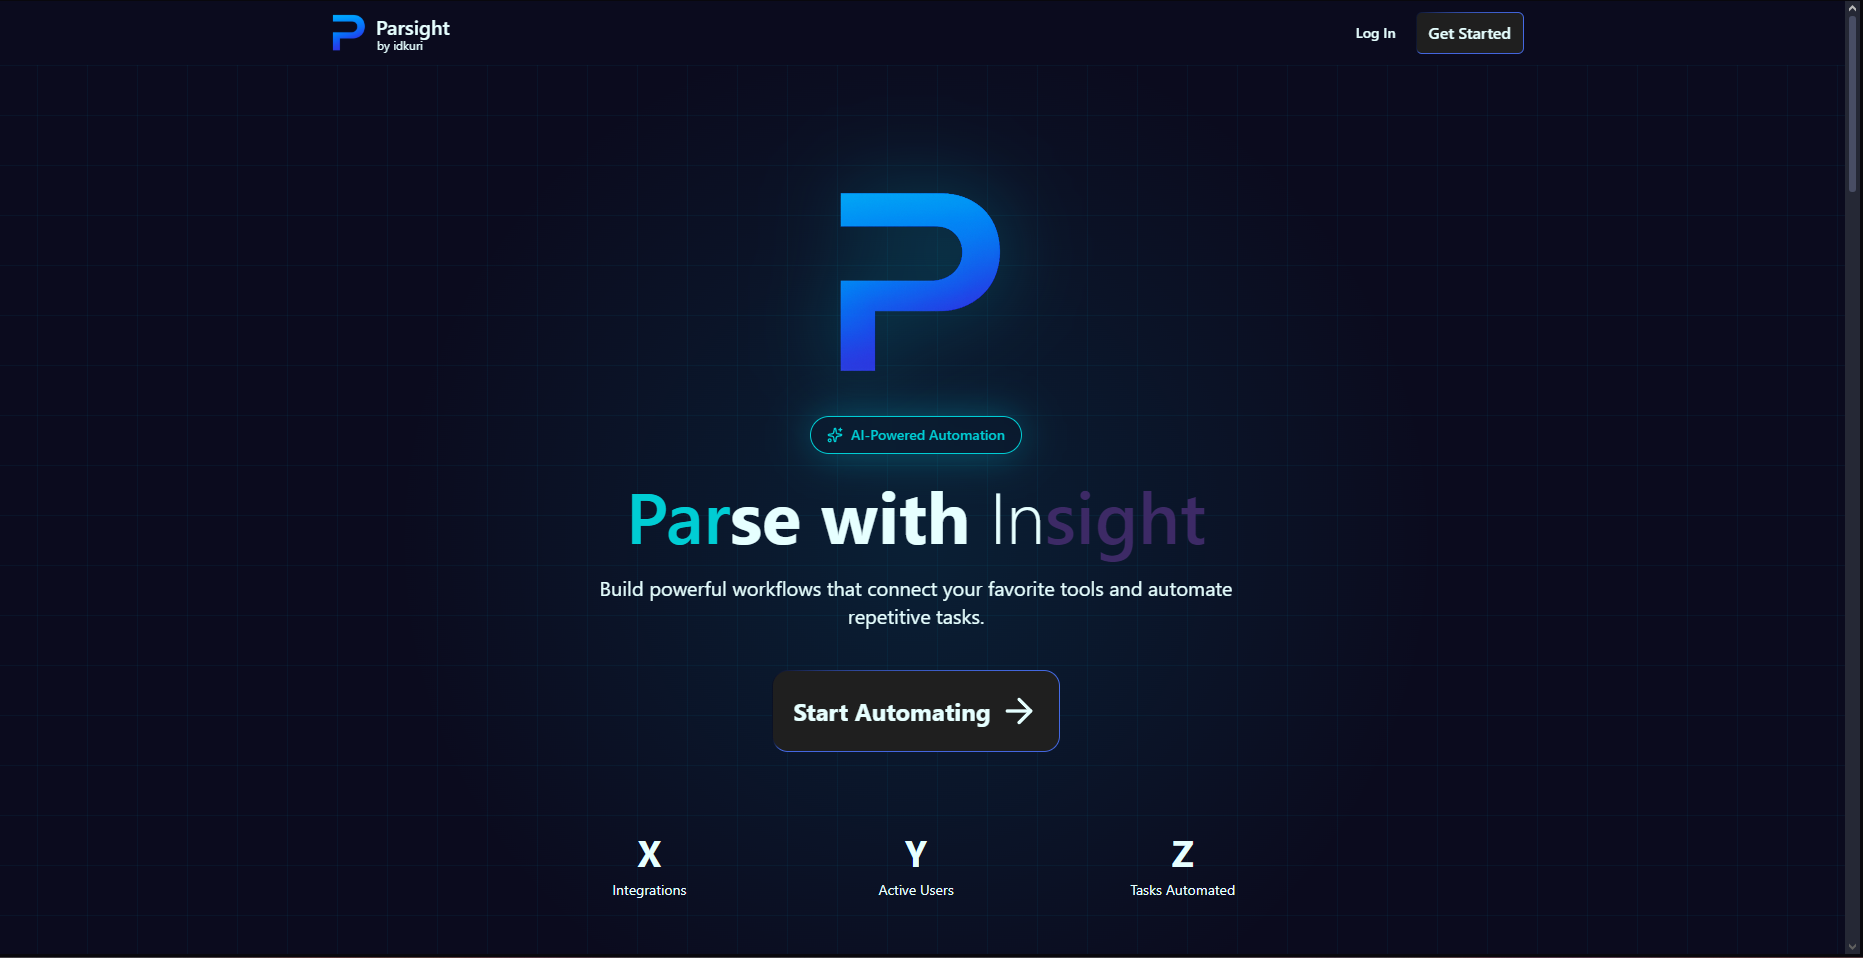 Parsight
by idkuri
Log In
Get Started
AI-Powered Automation
Parse with Insight
Build powerful workflows that connect your favorite tools and automate
repetitive tasks.
Start Automating
X
Integrations
Y
Active Users
Z
Tasks Automated